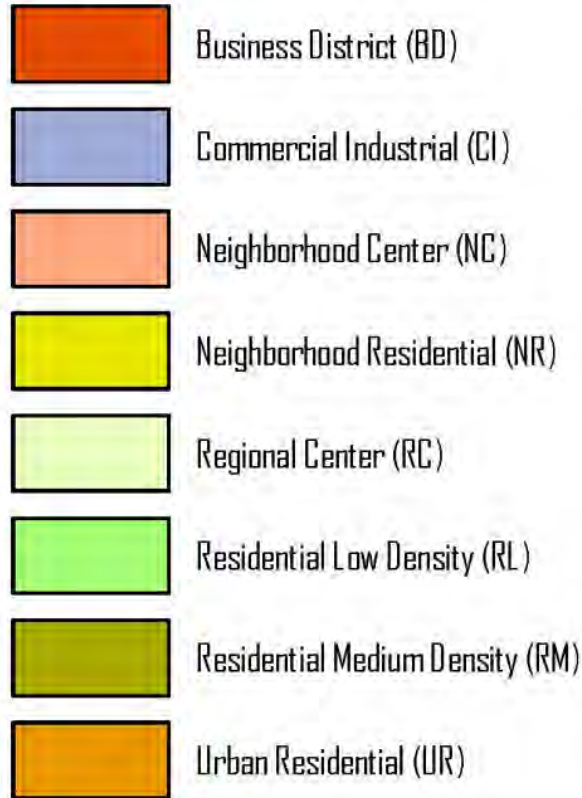 Business District (BD)
Commercial Industrial (CI)
Neighborhood Center (NC)
Neighborhood Residential (NR)
Regional Center (RC)
Residential Low Density (RL)
Residential Medium Density (RM)
Urban Residential (UR)